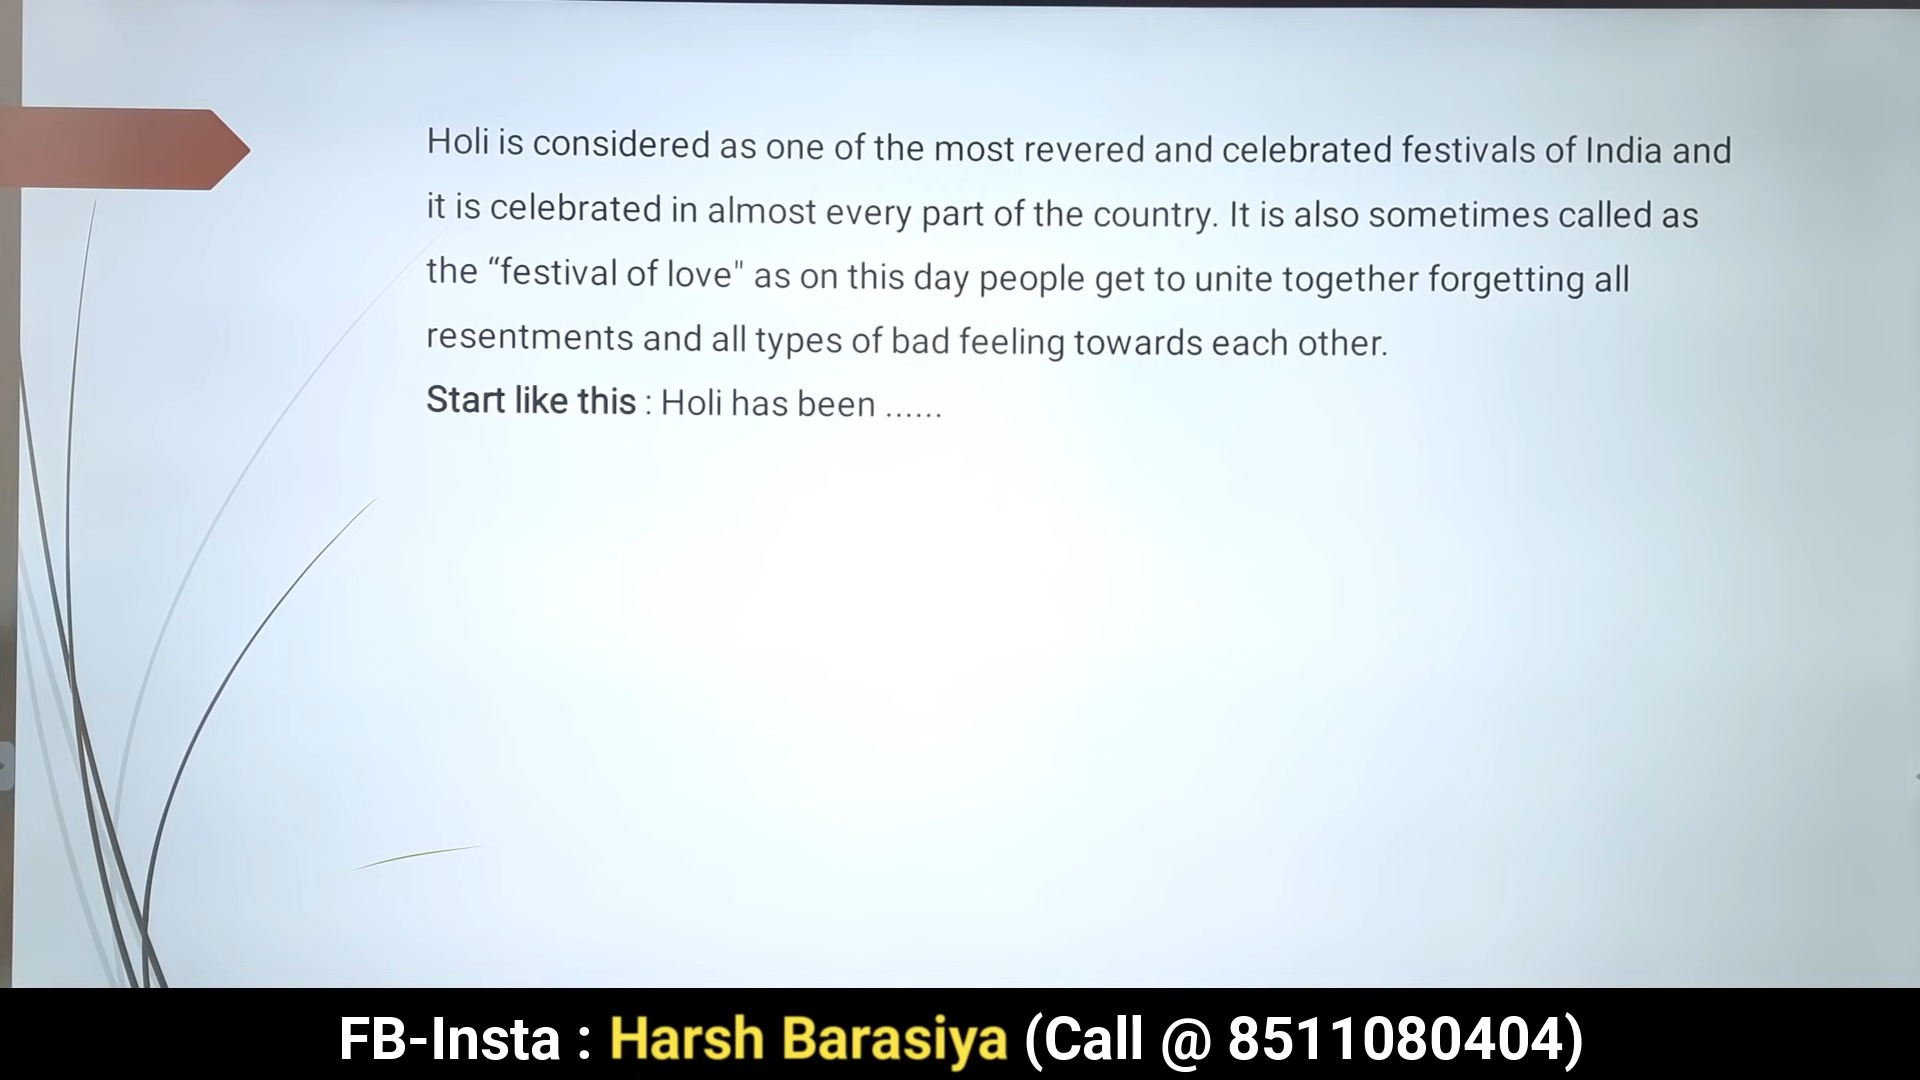 Holi is considered as one of the most revered and celebrated festivals of India and
it is celebrated in almost every part of the country. It is also sometimes called as
the “festival of love" as on this day people get to unite together forgetting all
resentments and all types of bad feeling towards each other.
Start like this : Holi has been ......
FB-Insta : Harsh Barasiya (Call @ 8511080404)